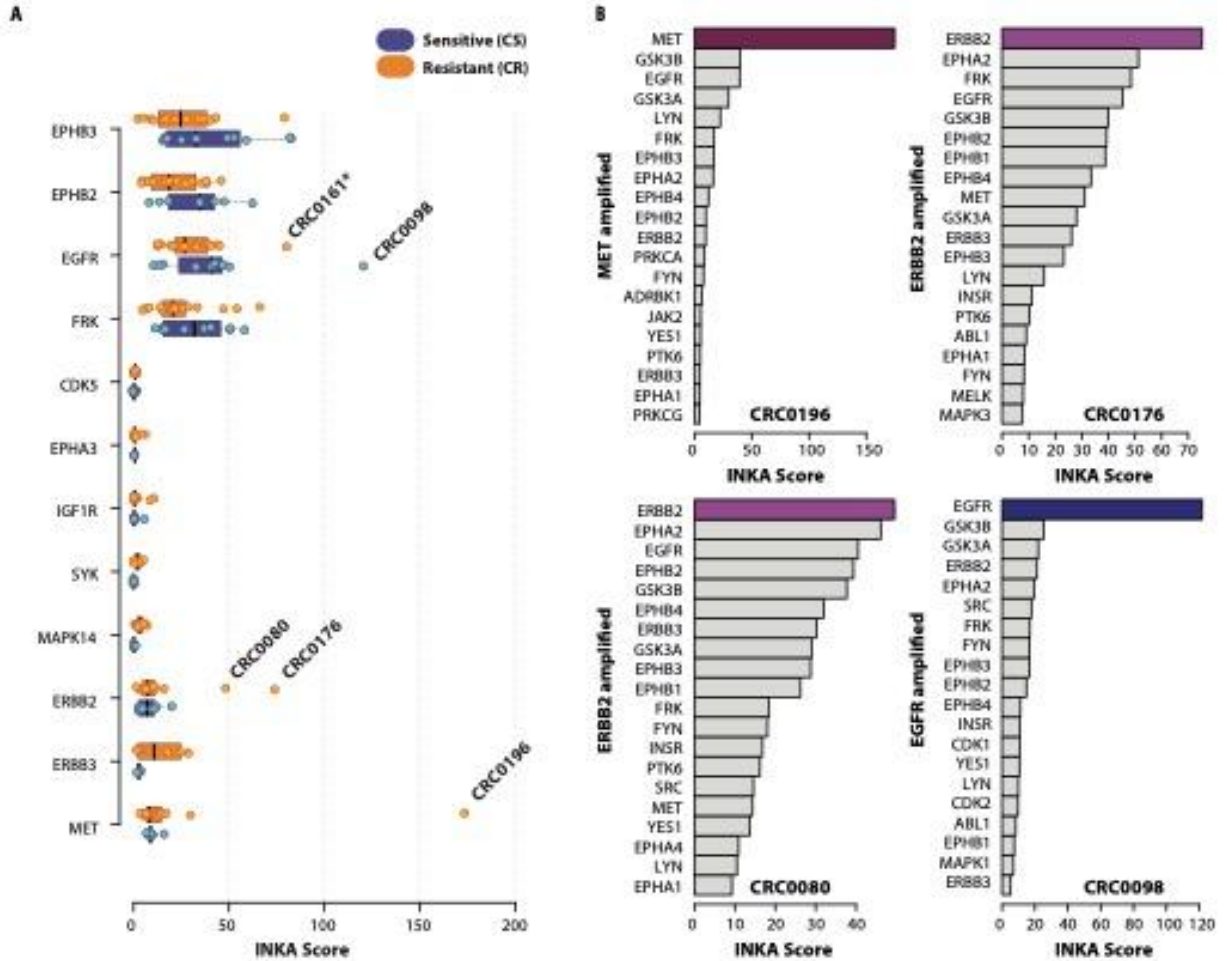 A
Sensitive (CS)
Resistant (CR)
EPHB3
EPHB2
EGFR
FRK
CDK5
EPHA3
IGF1R
SYK
MAPK14
ERBB2
ERBB3
MET
CRC0161*
CRC0098
CRC0080
CRC0176
CRC0196
0 50 100 150 200
INKA Score
B
MET amplified
MET
GSK3B
EGFR
GSK3A
LYN
FRK
EPHB3
EPHA2
EPHB4
EPHB2
ERBB2
PRKCA
FYN
ADRBK1
JAK2
YES1
PTK6
ERBB3
EPHA1
PRKCG
CRC0196
0 50 100 150
INKA Score
ERBB2 amplified
ERBB2
EPHA2
FRK
EGFR
GSK3B
EPHB2
EPHB1
EPHB4
MET
GSK3A
ERBB3
EPHB3
LYN
INSR
PTK6
ABL1
EPHA1
FYN
MELK
MAPK3
CRC0176
0 10 20 30 40 50 60 70
INKA Score
ERBB2 amplified
ERBB2
EPHA2
EGFR
EPHB2
GSK3B
EPHB4
ERBB3
GSK3A
EPHB3
EPHB1
FRK
FYN
INSR
PTK6
SRC
MET
YES1
EPHA4
LYN
EPHA1
CRC0080
0 10 20 30 40
INKA Score
EGFR amplified
EGFR
GSK3B
GSK3A
ERBB2
EPHA2
SRC
FRK
FYN
EPHB3
EPHB2
EPHB4
INSR
CDK1
YES1
LYN
CDK2
ABL1
EPHB1
MAPK1
ERBB3
CRC0098
0 20 40 60 80 100 120
INKA Score